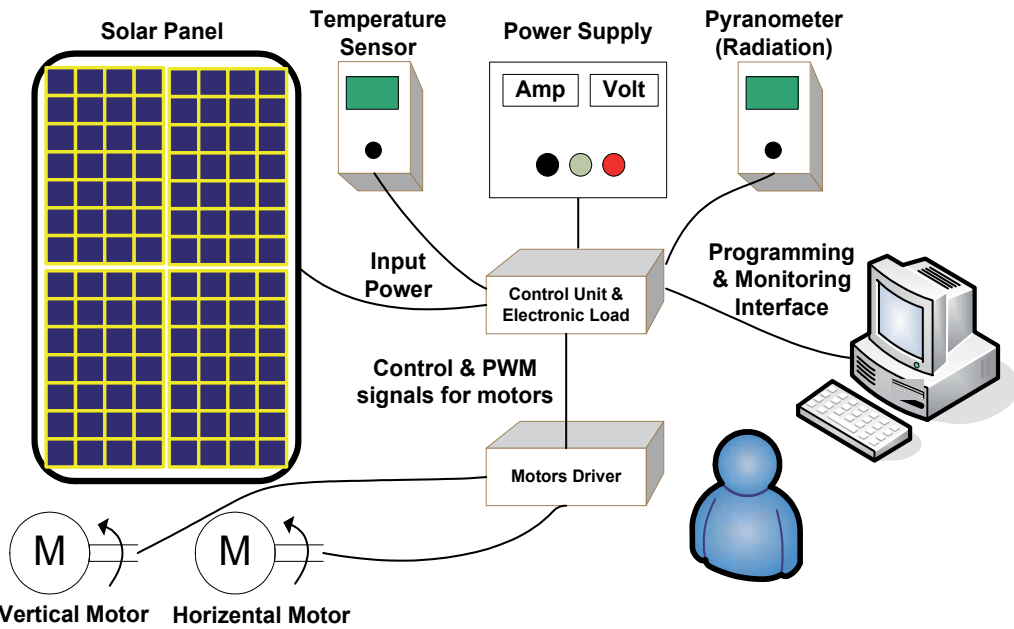 Solar Panel
Temperature
Sensor
Power Supply
Pyranometer
(Radiation)
Amp
Volt
Input
Power
Control Unit &
Electronic Load
Programming
& Monitoring
Interface
Control & PWM
signals for motors
Motors Driver
M
M
Vertical Motor
Horizental Motor